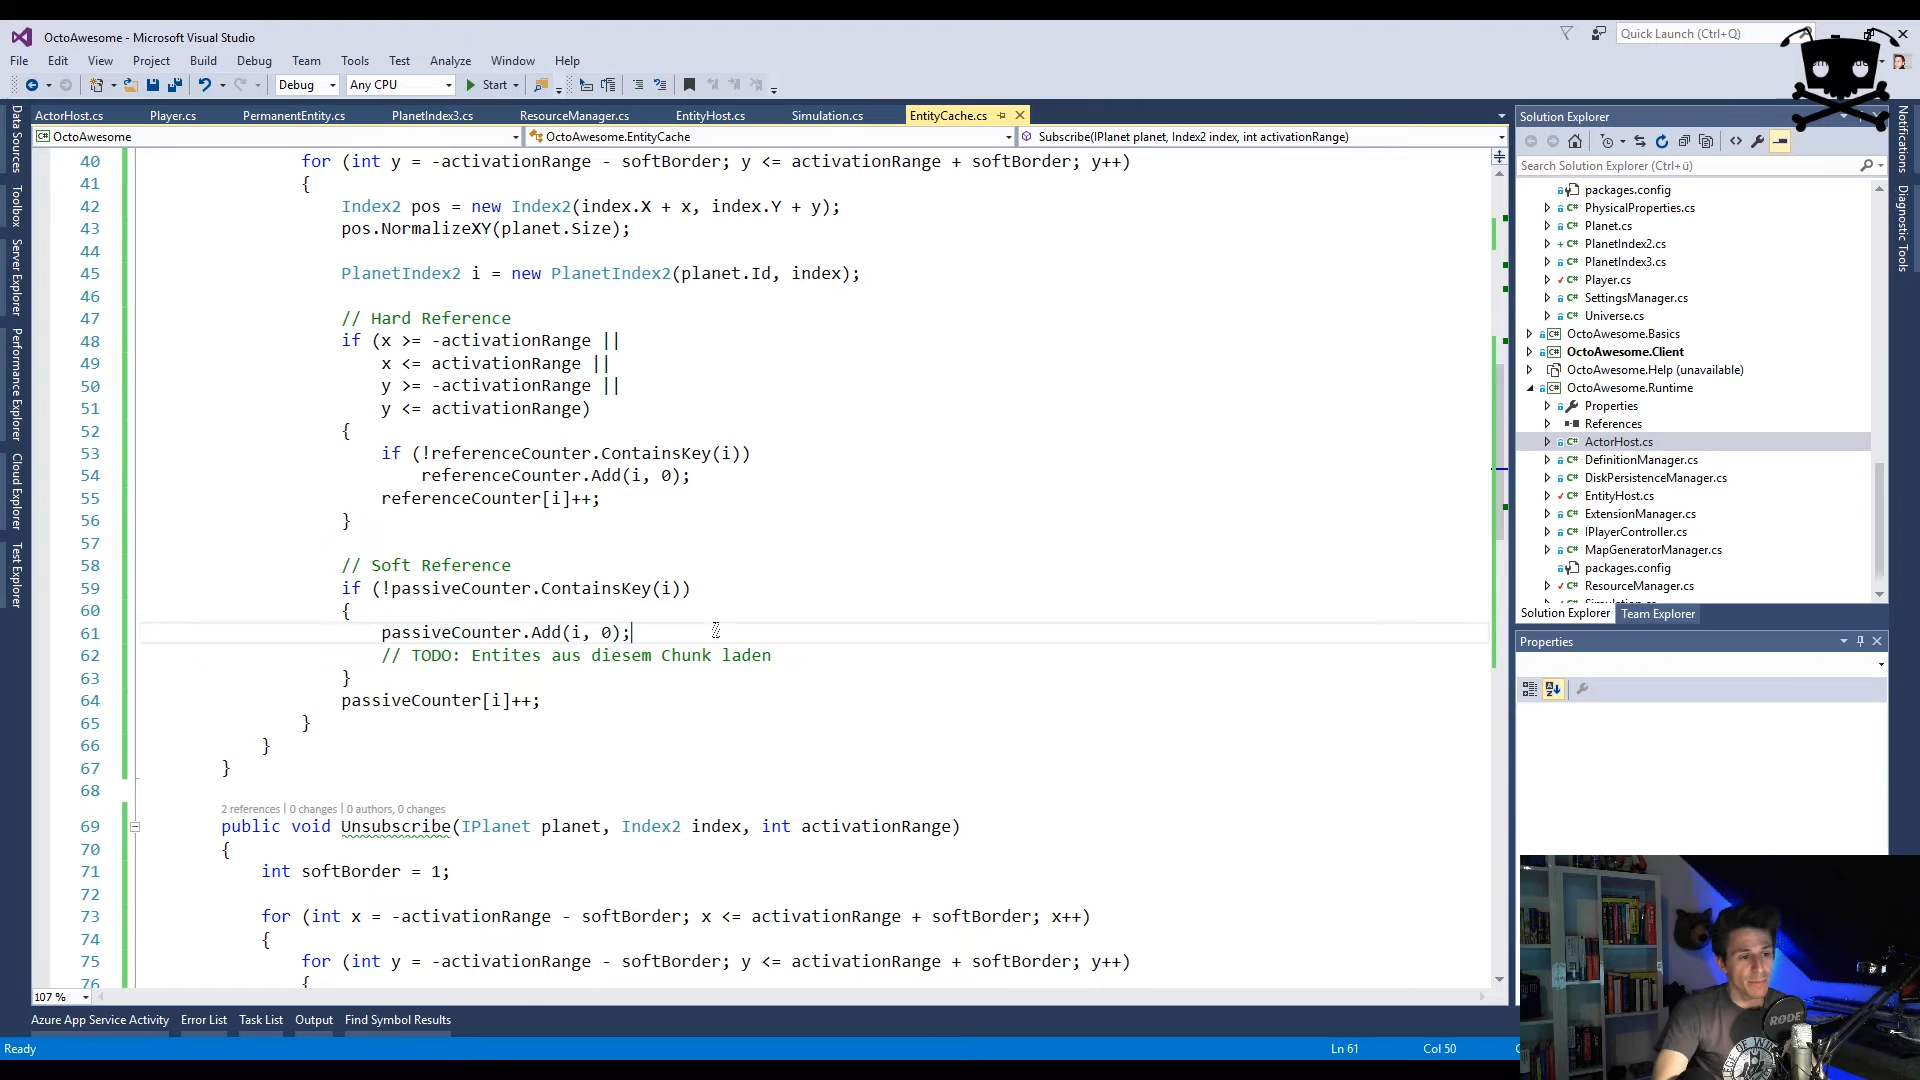 OctoAwesome - Microsoft Visual Studio
Quick Launch (Ctrl+Q)
File Edit View Project Build Debug Team Tools Test Analyze Window Help
Debug Any CPU Start
ActorHost.cs Player.cs PermanentEntity.cs PlanetIndex3.cs ResourceManager.cs EntityHost.cs Simulation.cs EntityCache.cs
OctoAwesome OctoAwesome.EntityCache Subscribe(IPlanet planet, Index2 index, int activationRange)
40 for (int y = -activationRange - softBorder; y <= activationRange + softBorder; y++)
41 {
42 Index2 pos = new Index2(index.X + x, index.Y + y);
43 pos.NormalizeXY(planet.Size);
44
45 PlanetIndex2 i = new PlanetIndex2(planet.Id, index);
46
47 // Hard Reference
48 if (x >= -activationRange ||
49 x <= activationRange ||
50 y >= -activationRange ||
51 y <= activationRange)
52 {
53 if (!referenceCounter.ContainsKey(i))
54 referenceCounter.Add(i, 0);
55 referenceCounter[i]++;
56 }
57
58 // Soft Reference
59 if (!passiveCounter.ContainsKey(i))
60 {
61 passiveCounter.Add(i, 0);
62 // TODO: Entites aus diesem Chunk laden
63 }
64 passiveCounter[i]++;
65 }
66 }
67 }
68
2 references | 0 changes | 0 authors, 0 changes
69 public void Unsubscribe(IPlanet planet, Index2 index, int activationRange)
70 {
71 int softBorder = 1;
72
73 for (int x = -activationRange - softBorder; x <= activationRange + softBorder; x++)
74 {
75 for (int y = -activationRange - softBorder; y <= activationRange + softBorder; y++)
76 {
107 %
Azure App Service Activity Error List Task List Output Find Symbol Results
Ready Ln 61 Col 50
Data Sources
Toolbox
Server Explorer
Performance Explorer
Cloud Explorer
Test Explorer
Solution Explorer
Search Solution Explorer (Ctrl+ü)
packages.config
PhysicalProperties.cs
Planet.cs
PlanetIndex2.cs
PlanetIndex3.cs
Player.cs
SettingsManager.cs
Universe.cs
OctoAwesome.Basics
OctoAwesome.Client
OctoAwesome.Help (unavailable)
OctoAwesome.Runtime
Properties
References
ActorHost.cs
DefinitionManager.cs
DiskPersistenceManager.cs
EntityHost.cs
ExtensionManager.cs
IPlayerController.cs
MapGeneratorManager.cs
packages.config
ResourceManager.cs
Solution Explorer Team Explorer
Properties
Notifications
Diagnostic Tools
RØDE